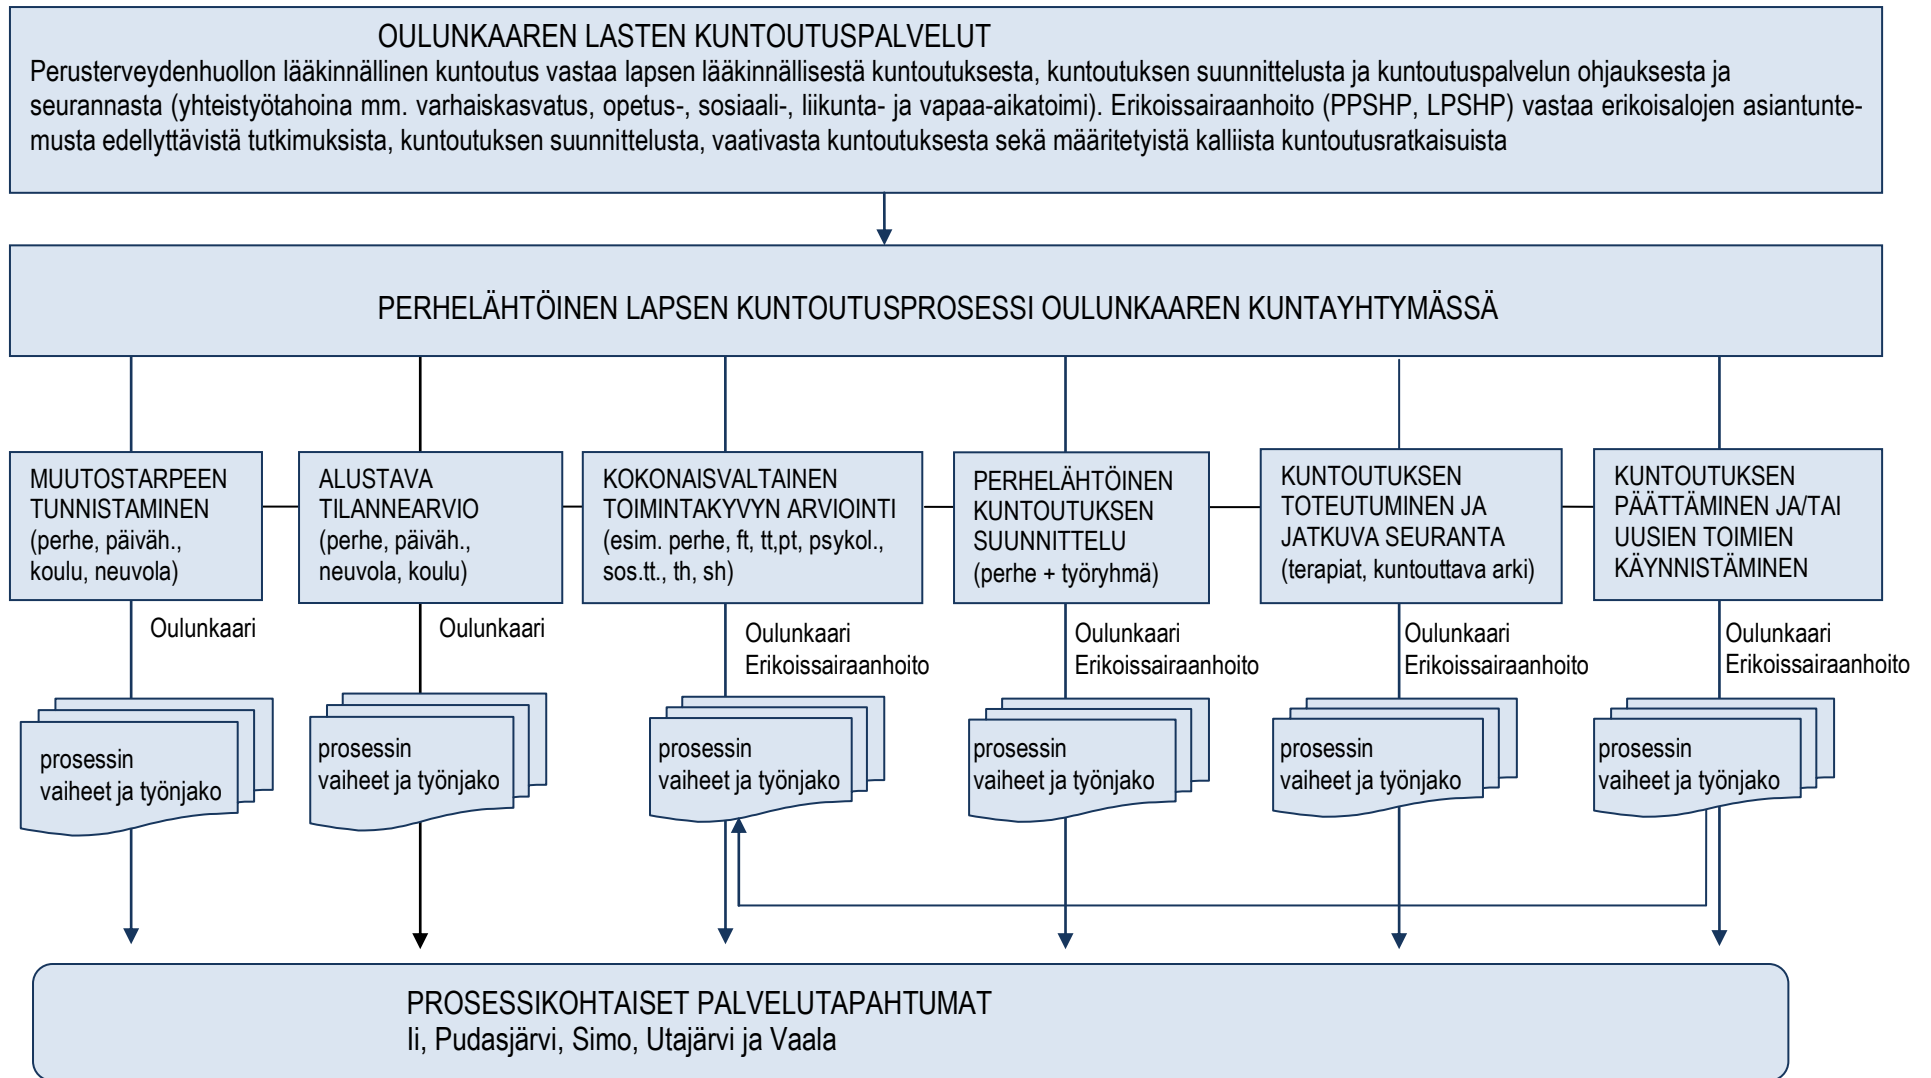 OULUNKAAREN LASTEN KUNTOUTUSPALVELUT
Perusterveydenhuollon lääkinnällinen kuntoutus vastaa lapsen lääkinnällisestä kuntoutuksesta, kuntoutuksen suunnittelusta ja kuntoutuspalvelun ohjauksesta ja
seurannasta (yhteistyötahoina mm. varhaiskasvatus, opetus-, sosiaali-, liikunta- ja vapaa-aikatoimi). Erikoissairaanhoito (PPSHP, LPSHP) vastaa erikoisalojen asiantunte-
musta edellyttävistä tutkimuksista, kuntoutuksen suunnittelusta, vaativasta kuntoutuksesta sekä määritetyistä kalliista kuntoutusratkaisuista
PERHELÄHTÖINEN LAPSEN KUNTOUTUSPROSESSI OULUNKAAREN KUNTAYHTYMÄSSÄ
MUUTOSTARPEEN
TUNNISTAMINEN
(perhe, päiväh.,
koulu, neuvola)
ALUSTAVA
TILANNEARVIO
(perhe, päiväh.,
neuvola, koulu)
KOKONAISVALTAINEN
TOIMINTAKYVYN ARVIOINTI
(esim. perhe, ft, tt,pt, psykol.,
sos.tt., th, sh)
PERHELÄHTÖINEN
KUNTOUTUKSEN
SUUNNITTELU
(perhe + työryhmä)
KUNTOUTUKSEN
TOTEUTUMINEN JA
JATKUVA SEURANTA
(terapiat, kuntouttava arki)
KUNTOUTUKSEN
PÄÄTTÄMINEN JA/TAI
UUSIEN TOIMIEN
KÄYNNISTÄMINEN
Oulunkaari
Oulunkaari
Oulunkaari
Erikoissairaanhoito
Oulunkaari
Erikoissairaanhoito
Oulunkaari
Erikoissairaanhoito
Oulunkaari
Erikoissairaanhoito
prosessin
vaiheet ja työnjako
prosessin
vaiheet ja työnjako
prosessin
vaiheet ja työnjako
prosessin
vaiheet ja työnjako
prosessin
vaiheet ja työnjako
prosessin
vaiheet ja työnjako
PROSESSIKOHTAISET PALVELUTAPAHTUMAT
Ii, Pudasjärvi, Simo, Utajärvi ja Vaala